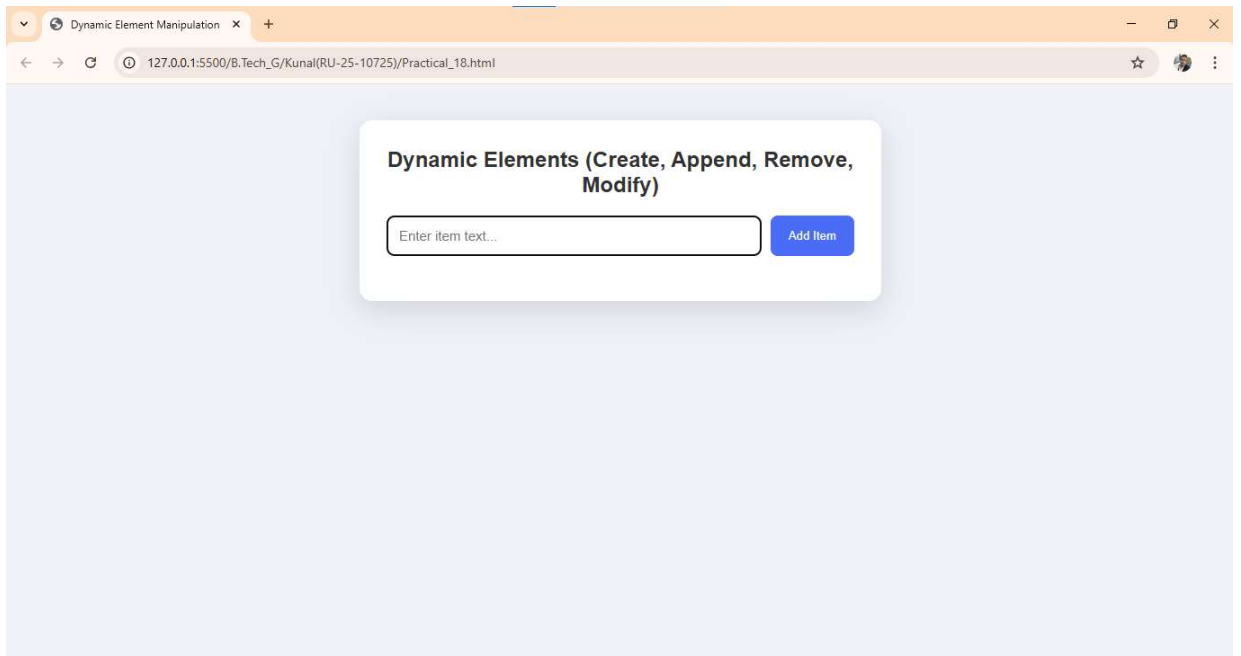 Dynamic Element Manipulation
127.0.0.1:5500/B.Tech_G/Kunal(RU-25-10725)/Practical_18.html
Dynamic Elements (Create, Append, Remove,
Modify)
Enter item text...
Add Item